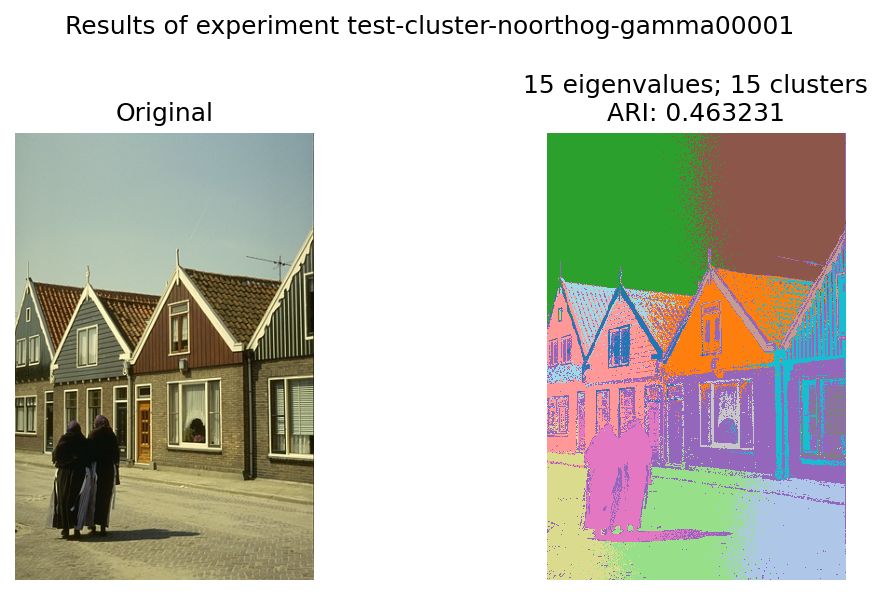 Results of experiment test-cluster-noorthog-gamma00001
Original
15 eigenvalues; 15 clusters
ARI: 0.463231